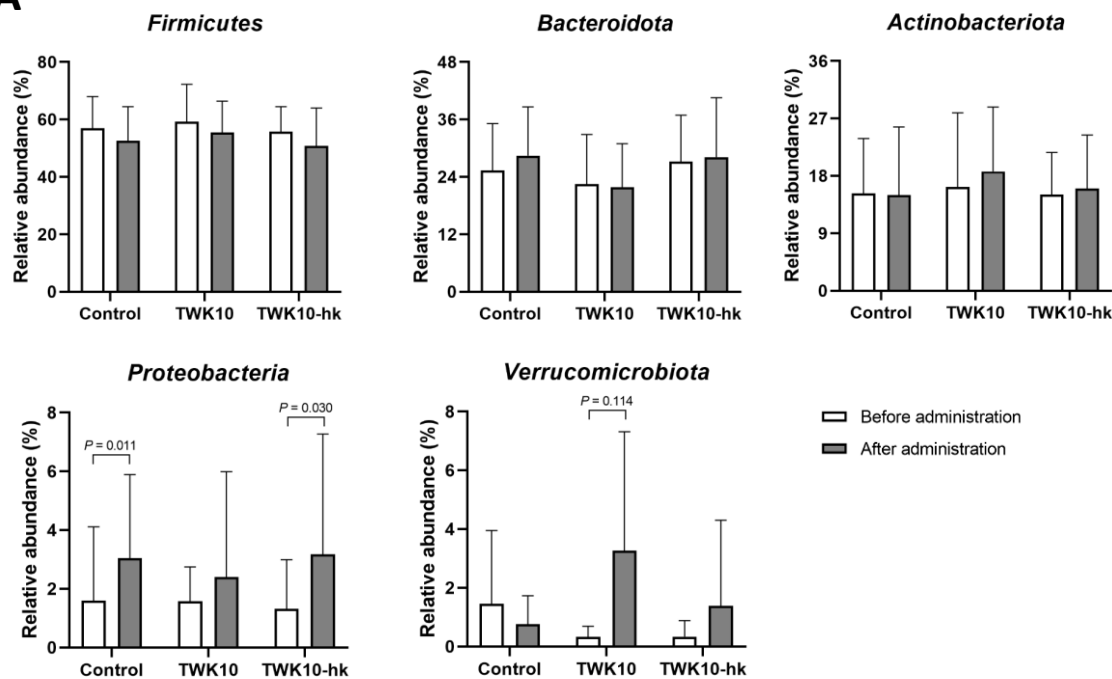 A
Firmicutes
Relative abundance (%)
80
60
40
20
0
Control TWK10 TWK10-hk
Bacteroidota
Relative abundance (%)
48
36
24
12
0
Control TWK10 TWK10-hk
Actinobacteriota
Relative abundance (%)
36
27
18
9
0
Control TWK10 TWK10-hk
Proteobacteria
Relative abundance (%)
8
6
4
2
0
P = 0.011
P = 0.030
Control TWK10 TWK10-hk
Verrucomicrobiota
Relative abundance (%)
8
6
4
2
0
P = 0.114
Control TWK10 TWK10-hk
Before administration
After administration